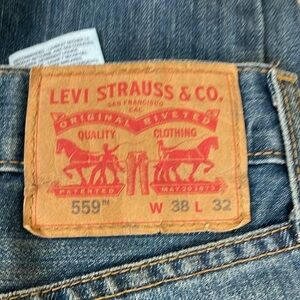 LEVI STRAUSS & CO.
SAN FRANCISCO
CAL
ORIGINAL RIVETED
QUALITY CLOTHING
PATENTED MAY 20 1873
559™ W 38 L 32